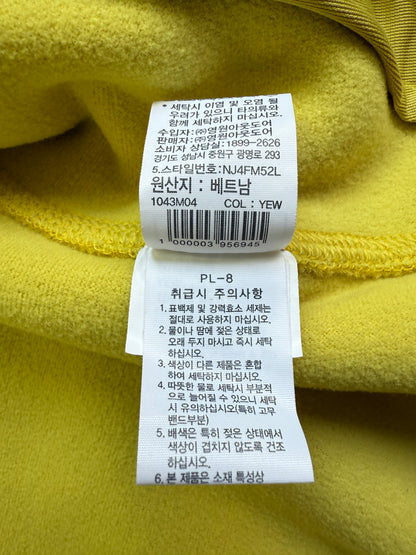 * 세탁시 이염 및 오염 될
우려가 있으니 타의류와
함께 세탁하지 마십시오.
수입자:㈜영원아웃도어
판매자:㈜영원아웃도어
소비자 상담실:1899-2626
경기도 성남시 중원구 광명로 293
5.스타일번호:NJ4FM52L
원산지 : 베트남
1043M04 COL : YEW
1 000003 956945
PL-8
취급시 주의사항
1. 표백제 및 강력효소 세제는
절대로 사용하지 마십시오.
2. 물이나 땀에 젖은 상태로
오래 두지 마시고 즉시 세탁
하십시오.
3. 색상이 다른 제품은 혼합
하여 세탁하지 마십시오.
4. 따뜻한 물로 세탁시 부분적
으로 늘어질 수 있으니 세탁
시 유의하십시오(특히 고무
밴드부분)
5. 배색은 특히 젖은 상태에서
색상이 겹치지 않도록 건조
하십시오.
6. 본 제품은 소재 특성상